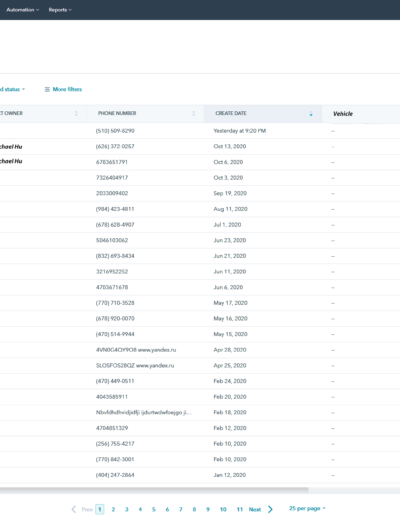 Automation Reports
d status More filters
T OWNER PHONE NUMBER CREATE DATE Vehicle
(510) 509-8290 Yesterday at 9:20 PM --
chael Hu (626) 372-0257 Oct 13, 2020 --
chael Hu 6783651791 Oct 6, 2020 --
7326404917 Oct 3, 2020 --
2033009402 Sep 19, 2020 --
(984) 423-4811 Aug 11, 2020 --
(678) 628-4907 Jul 1, 2020 --
5046103062 Jun 23, 2020 --
(832) 693-8434 Jun 21, 2020 --
3216952252 Jun 11, 2020 --
4703671678 Jun 6, 2020 --
(770) 710-3528 May 17, 2020 --
(678) 920-0070 May 16, 2020 --
(470) 514-9944 May 15, 2020 --
www.yandex.ru Apr 28, 2020 --
www.yandex.ru Apr 25, 2020 --
(470) 449-0511 Feb 24, 2020 --
4043585911 Feb 20, 2020 --
Feb 18, 2020 --
4704851329 Feb 12, 2020 --
(256) 755-4217 Feb 10, 2020 --
(770) 842-3001 Feb 10, 2020 --
(404) 247-2864 Jan 12, 2020 --
Prev 1 2 3 4 5 6 7 8 9 10 11 Next 25 per page